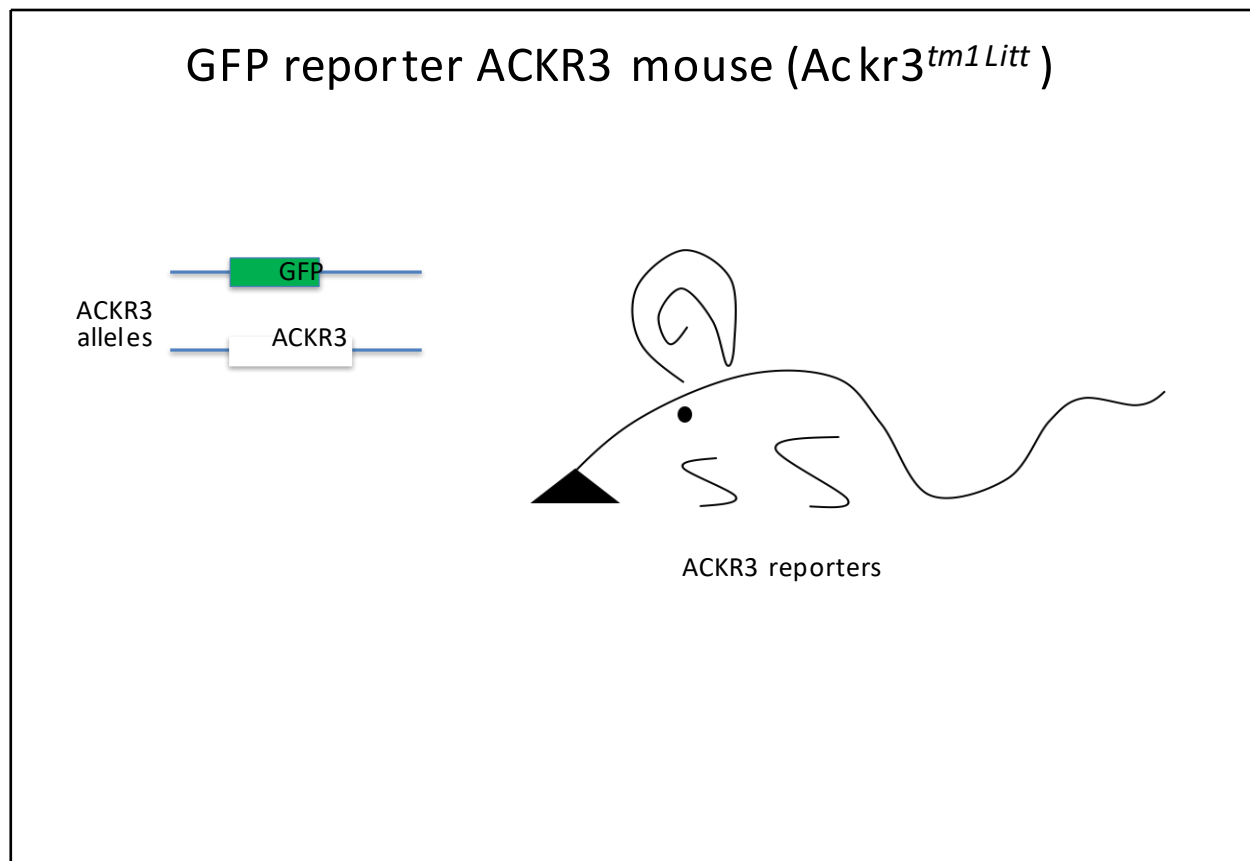 GFP reporter ACKR3 mouse (Ackr3tm1Litt )
GFP
ACKR3
alleles
ACKR3
ACKR3 reporters